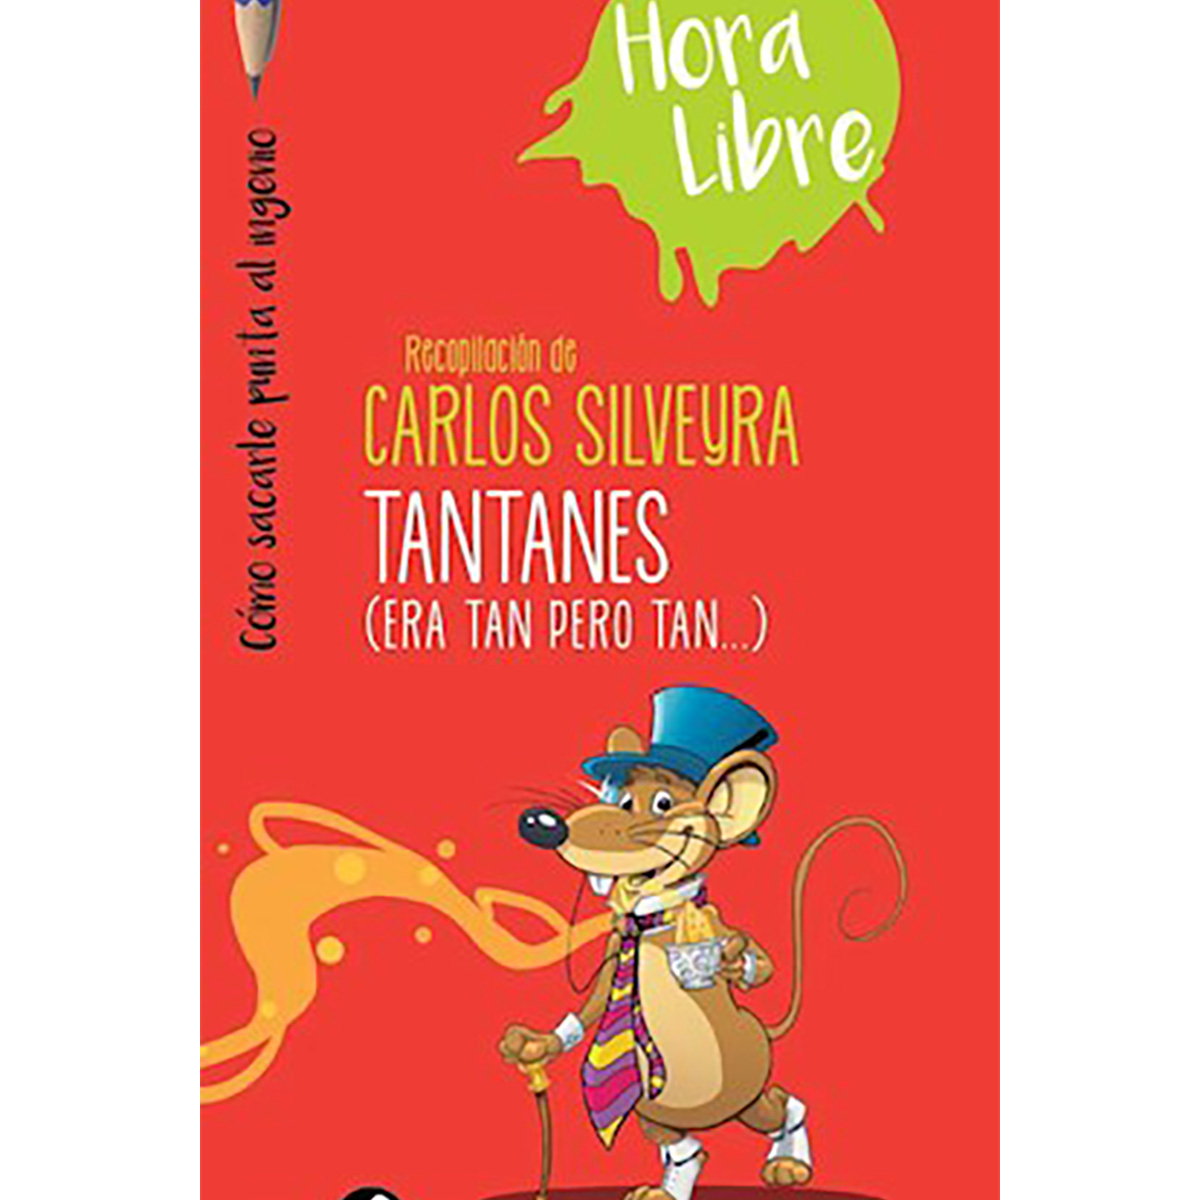 Hora
Libre
Cómo sacarle punta al ingenio
Recopilación de
CARLOS SILVEYRA
TANTANES
(ERA TAN PERO TAN...)